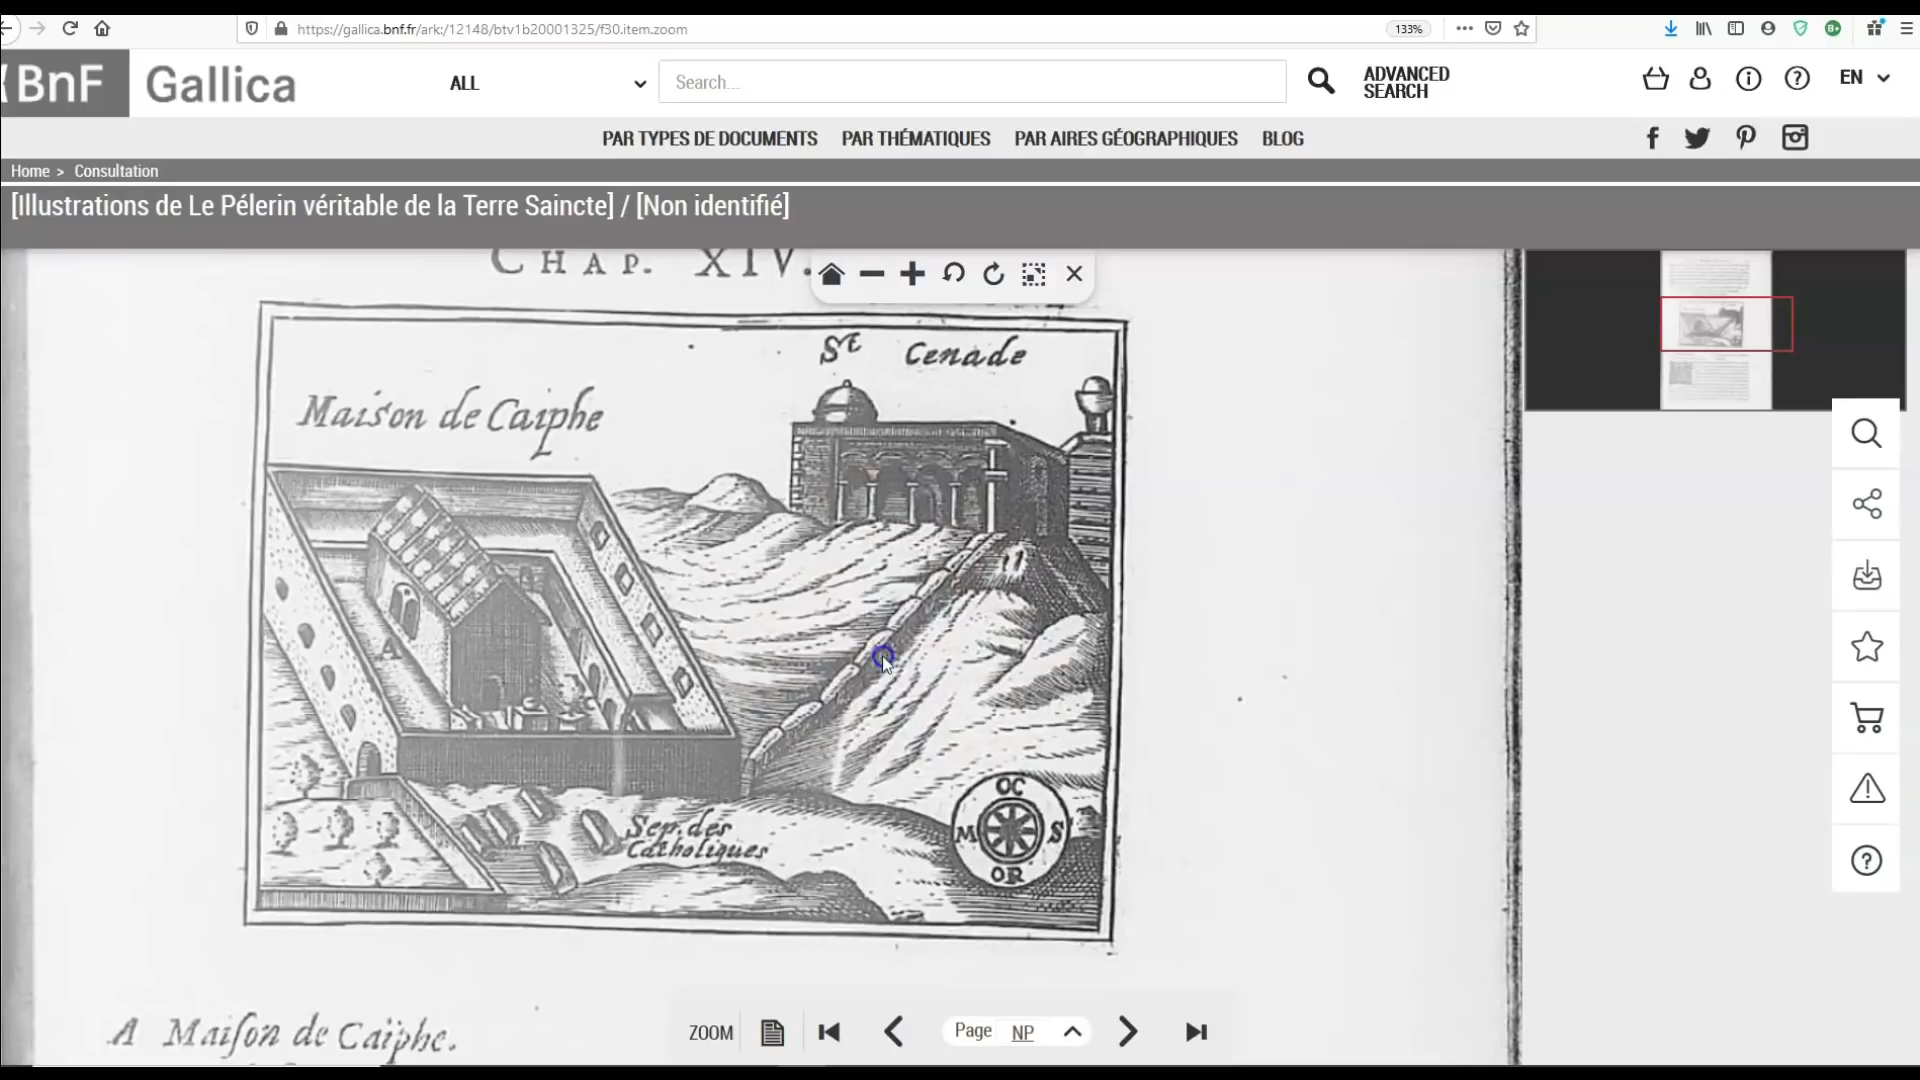 https://gallica.bnf.fr/ark:/12148/btv1b20001325/f30.item.zoom
133%
BnF Gallica
ALL
Search...
ADVANCED
SEARCH
EN
PAR TYPES DE DOCUMENTS PAR THÉMATIQUES PAR AIRES GÉOGRAPHIQUES BLOG
Home > Consultation
[Illustrations de Le Pélerin véritable de la Terre Saincte] / [Non identifié]
CHAP. XIV.
St Cenade
Maison de Caiphe
A
Sep. des
Catholiques
OC
M S
OR
A Maiſon de Caïphe.
ZOOM
Page NP